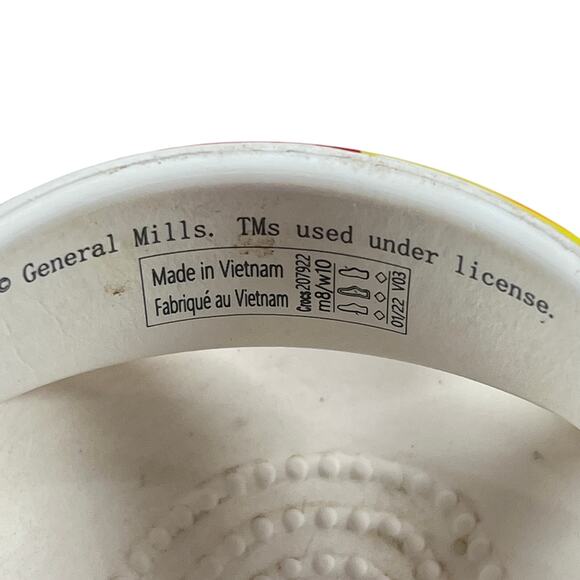 © General Mills. TMs used under license.
Made in Vietnam
Fabriqué au Vietnam
Crocs 207922
m8/w10
01/22 V03